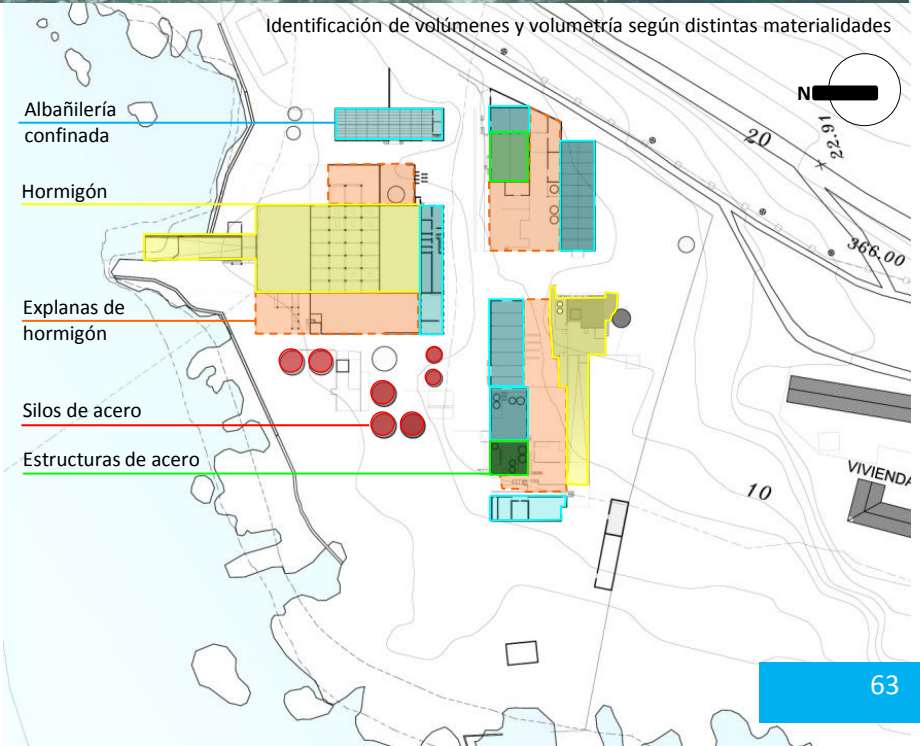 Identificación de volúmenes y volumetría según distintas materialidades
N
Albañilería
confinada
20
22.91
Hormigón
366.00
Explanas de
hormigón
Silos de acero
Estructuras de acero
VIVIENDA
10
63